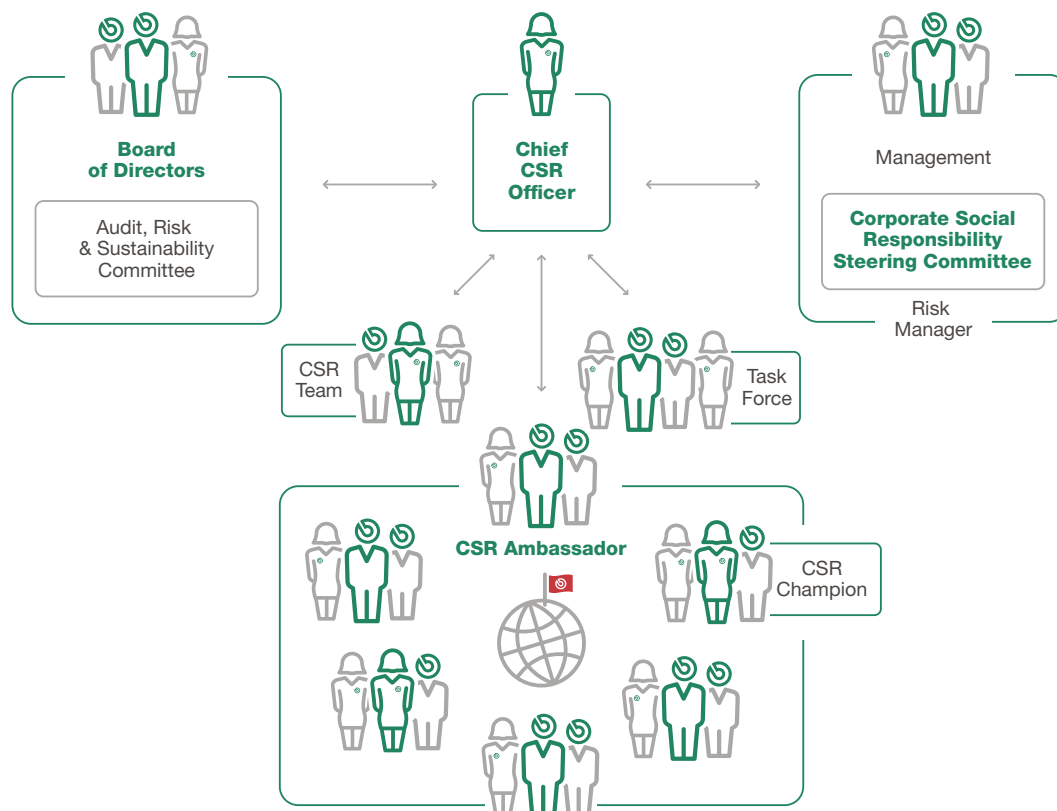 Board
of Directors
Audit, Risk
& Sustainability
Committee
Chief
CSR
Officer
Management
Corporate Social
Responsibility
Steering Committee
Risk
Manager
CSR
Team
Task
Force
CSR Ambassador
CSR
Champion